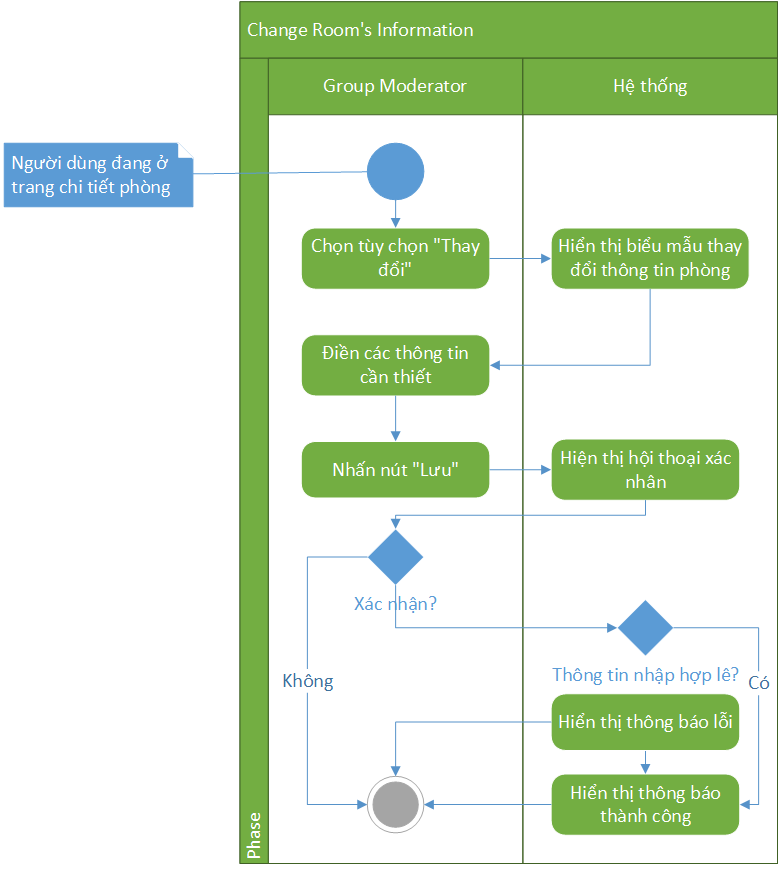 Change Room's Information
Group Moderator
Hệ thống
Người dùng đang ở
trang chi tiết phòng
Chọn tùy chọn "Thay
đổi"
Hiển thị biểu mẫu thay
đổi thông tin phòng
Điền các thông tin
cần thiết
Nhấn nút "Lưu"
Hiện thị hội thoại xác
nhân
Xác nhận?
Thông tin nhập hợp lê?
Không
Có
Hiển thị thông báo lỗi
Hiển thị thông báo
thành công
Phase